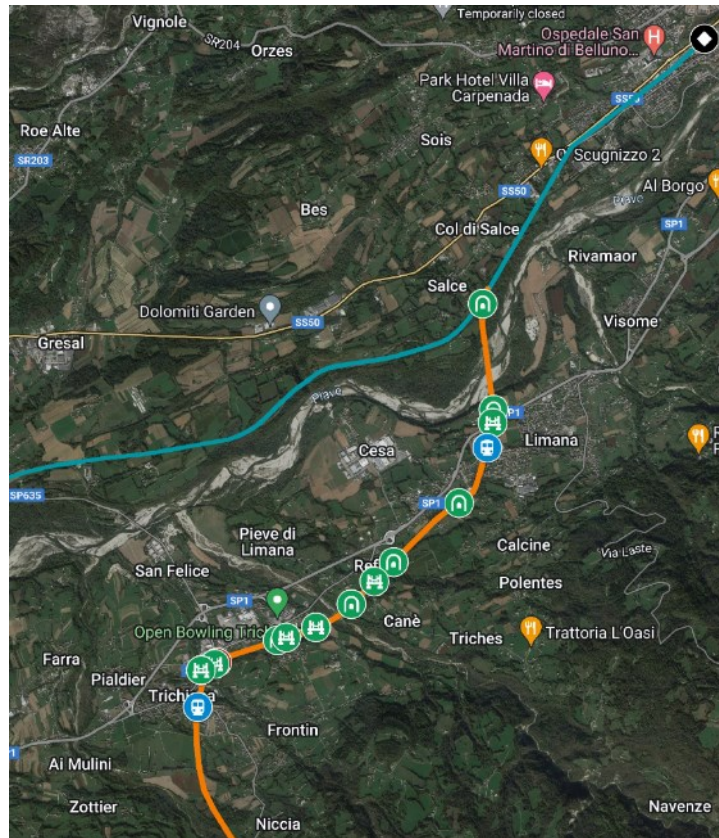 Temporarily closed
Vignole
SR204
Orzes
Ospedale San
Martino di Belluno...
Park Hotel Villa
Carpenada
SS50
Roe Alte
Sois
O' Scugnizzo 2
SR203
SS50
Al Borgo
Piave
Bes
SP1
Col di Salce
Rivamaor
Salce
Dolomiti Garden
SS50
Visome
Gresal
Piave
SP1
Limana
Cesa
SP635
SP1
Pieve di
Limana
Calcine
Via Laste
San Felice
Polentes
SP1
Canè
Open Bowling
Triches
Trattoria L'Oasi
Farra
Pialdier
Frontin
Ai Mulini
Zottier
Niccia
Navenze